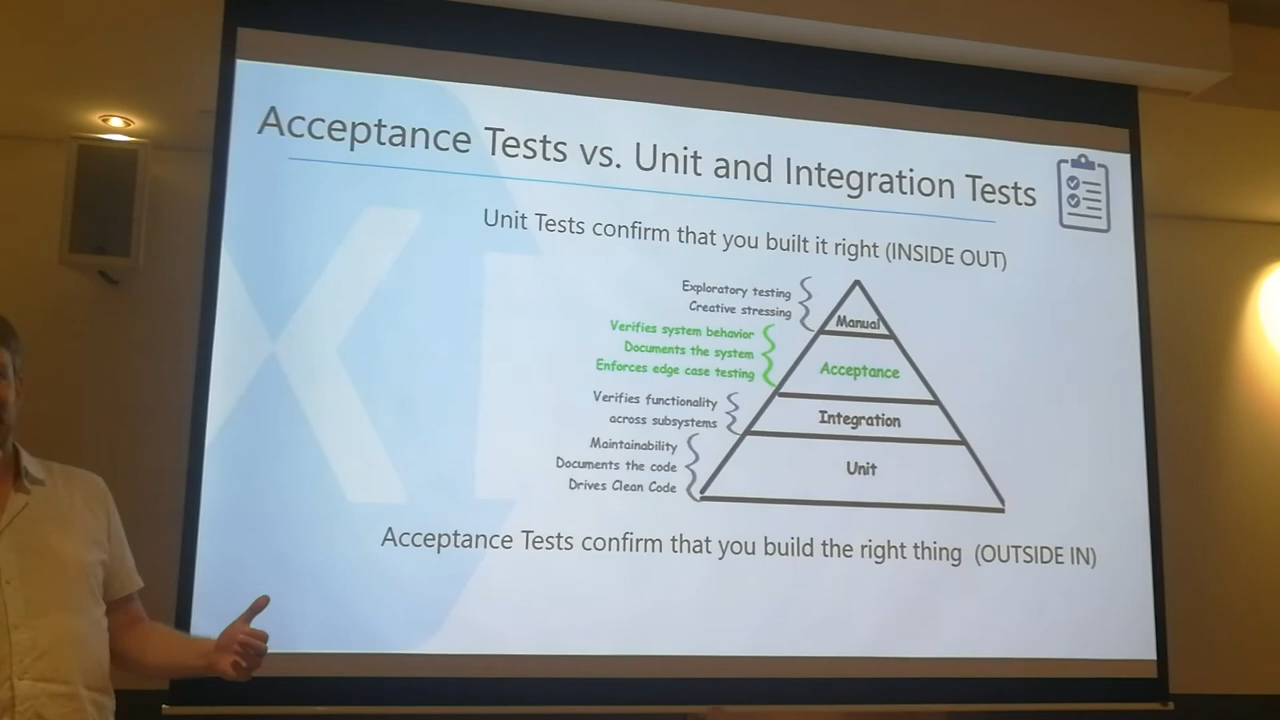 Acceptance Tests vs. Unit and Integration Tests
Unit Tests confirm that you built it right (INSIDE OUT)
Exploratory testing
Creative stressing
Manual
Verifies system behavior
Documents the system
Enforces edge case testing
Acceptance
Verifies functionality
across subsystems
Integration
Maintainability
Documents the code
Drives Clean Code
Unit
Acceptance Tests confirm that you build the right thing (OUTSIDE IN)